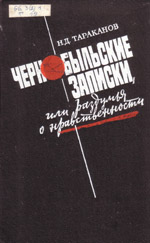 Н.Д. ТАРАКАНОВ
ЧЕРНОБЫЛЬСКИЕ
ЗАПИСКИ,
или раздумья
о нравственности